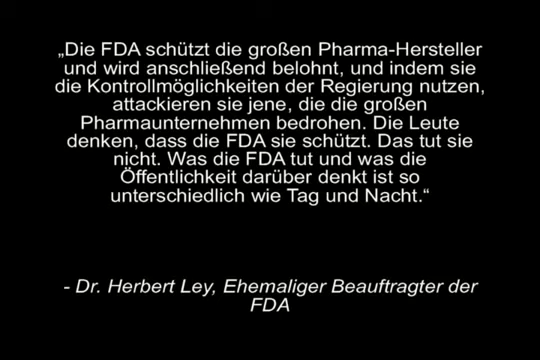 „Die FDA schützt die großen Pharma-Hersteller
und wird anschließend belohnt, und indem sie
die Kontrollmöglichkeiten der Regierung nutzen,
attackieren sie jene, die die großen
Pharmaunternehmen bedrohen. Die Leute
denken, dass die FDA sie schützt. Das tut sie
nicht. Was die FDA tut und was die
Öffentlichkeit darüber denkt ist so
unterschiedlich wie Tag und Nacht.“
- Dr. Herbert Ley, Ehemaliger Beauftragter der
FDA